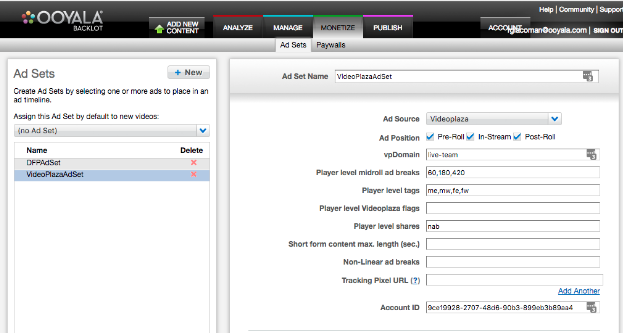 Help | Community | Support
OOYALA
BACKLOT
ADD NEW CONTENT
ANALYZE
MANAGE
MONETIZE
PUBLISH
ACCOUNT
@ooyala.com | SIGN OUT
Ad Sets
Paywalls
Ad Sets
+ New
Create Ad Sets by selecting one or more ads to place in
an ad timeline.
Assign this Ad Set by default to new videos:
(no Ad Set)
Name
Delete
DFPAdSet
VideoPlazaAdSet
Ad Set Name
VideoPlazaAdSet
Ad Source
Videoplaza
Ad Position
Pre-Roll
In-Stream
Post-Roll
vpDomain
live-team
Player level midroll ad breaks
60,180,420
Player level tags
me,mw,fe,fw
Player level Videoplaza flags
Player level shares
nab
Short form content max. length (sec.)
Non-Linear ad breaks
Tracking Pixel URL (?)
Add Another
Account ID
9ce19928-2707-48d6-90b3-899eb3b89aa4